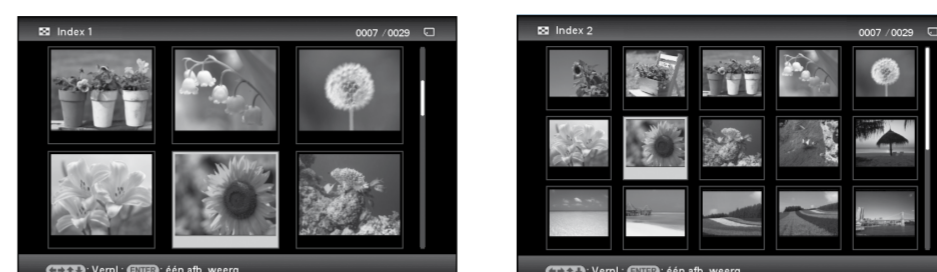 Index 1 0007 /0029
Verpl.: ENTER : één afb. weerg.
Index 2 0007 /0029
Verpl.: ENTER : één afb. weerg.